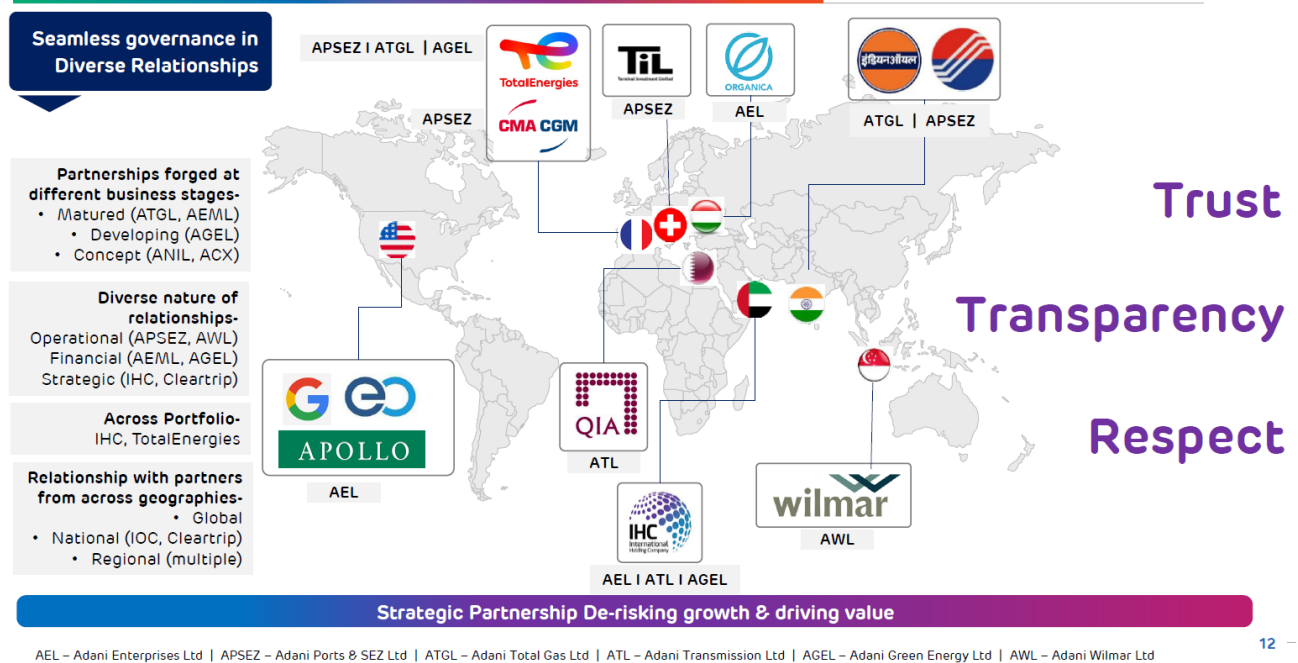 Seamless governance in
Diverse Relationships
Partnerships forged at
different business stages-
• Matured (ATGL, AEML)
• Developing (AGEL)
• Concept (ANIL, ACX)
Diverse nature of
relationships-
Operational (APSEZ, AWL)
Financial (AEML, AGEL)
Strategic (IHC, Cleartrip)
Across Portfolio-
IHC, TotalEnergies
Relationship with partners
from across geographies-
• Global
• National (IOC, Cleartrip)
• Regional (multiple)
APSEZ I ATGL | AGEL
TotalEnergies
APSEZ
CMA CGM
TiL
Terminal Investment Limited
APSEZ
ORGANICA
AEL
इंडियनऑयल
ATGL | APSEZ
G
APOLLO
AEL
QIA
ATL
IHC
International
Holding Company
AEL I ATL I AGEL
wilmar
AWL
Trust
Transparency
Respect
Strategic Partnership De-risking growth & driving value
12
AEL – Adani Enterprises Ltd | APSEZ – Adani Ports & SEZ Ltd | ATGL – Adani Total Gas Ltd | ATL – Adani Transmission Ltd | AGEL – Adani Green Energy Ltd | AWL – Adani Wilmar Ltd